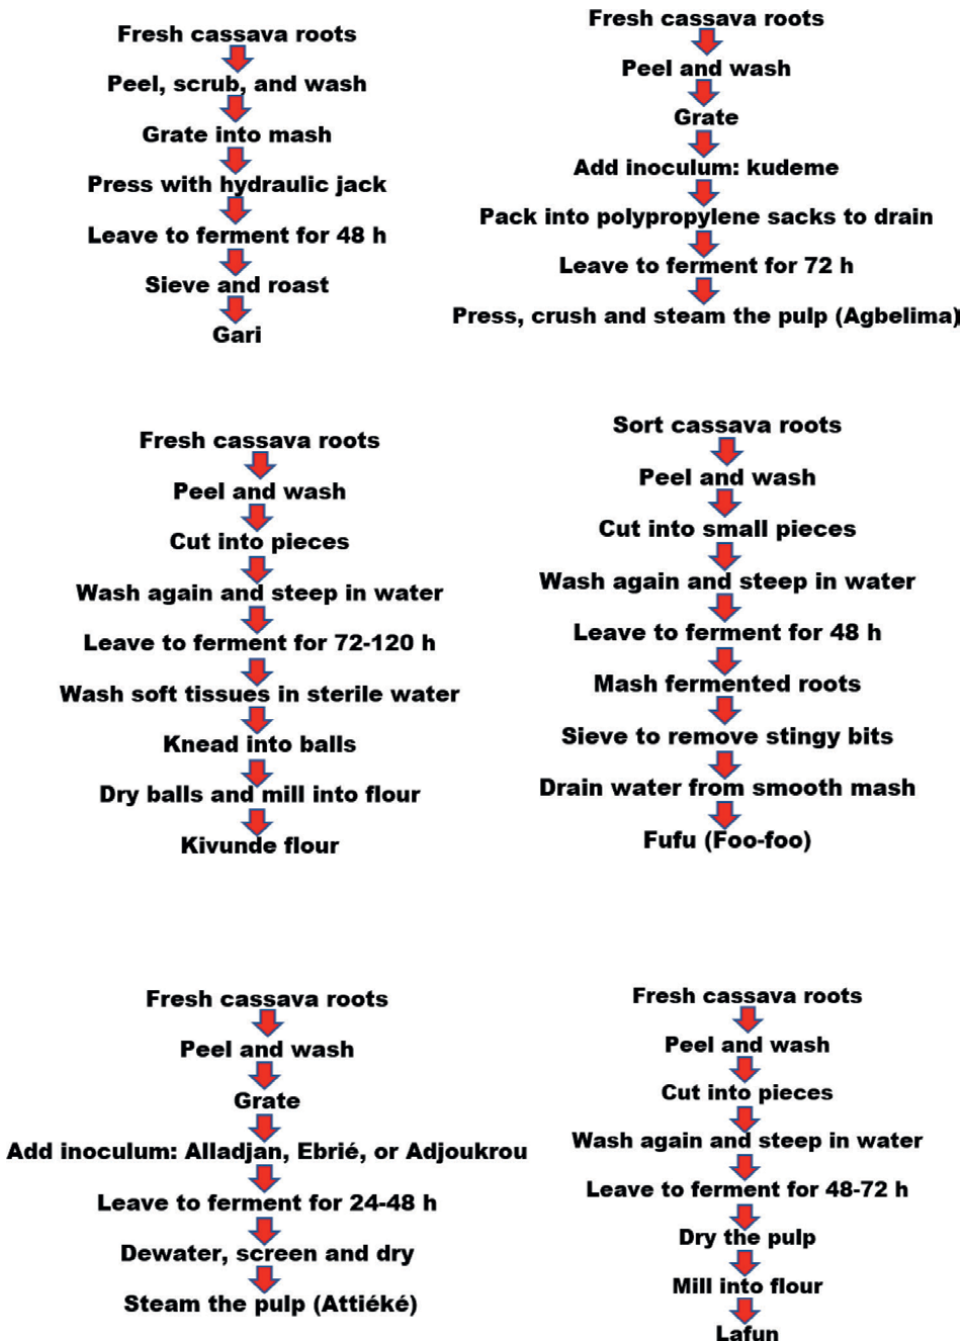 Fresh cassava roots
Peel, scrub, and wash
Grate into mash
Press with hydraulic jack
Leave to ferment for 48 h
Sieve and roast
Gari
Fresh cassava roots
Peel and wash
Grate
Add inoculum: kudeme
Pack into polypropylene sacks to drain
Leave to ferment for 72 h
Press, crush and steam the pulp (Agbelima)
Fresh cassava roots
Peel and wash
Cut into pieces
Wash again and steep in water
Leave to ferment for 72-120 h
Wash soft tissues in sterile water
Knead into balls
Dry balls and mill into flour
Kivunde flour
Sort cassava roots
Peel and wash
Cut into small pieces
Wash again and steep in water
Leave to ferment for 48 h
Mash fermented roots
Sieve to remove stingy bits
Drain water from smooth mash
Fufu (Foo-foo)
Fresh cassava roots
Peel and wash
Grate
Add inoculum: Alladjan, Ebrié, or Adjoukrou
Leave to ferment for 24-48 h
Dewater, screen and dry
Steam the pulp (Attiéké)
Fresh cassava roots
Peel and wash
Cut into pieces
Wash again and steep in water
Leave to ferment for 48-72 h
Dry the pulp
Mill into flour
Lafun